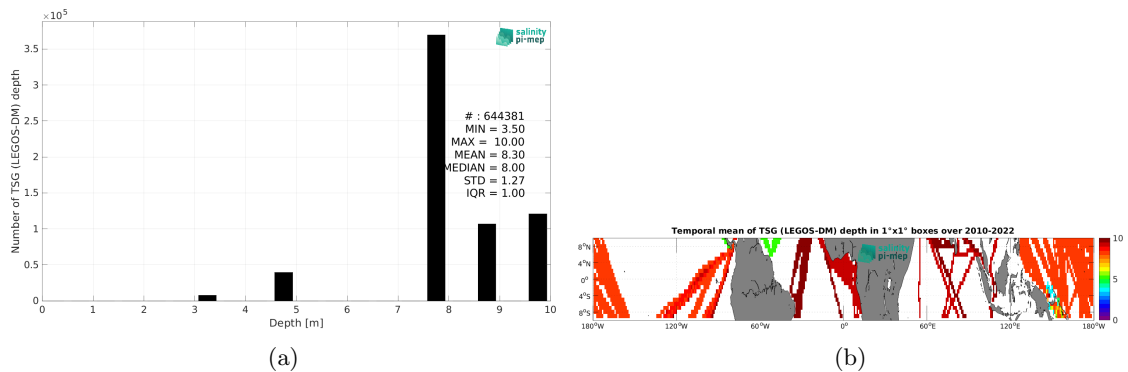 ×10⁵
salinity
pi-mep
3.5
3
2.5
2
1.5
1
0.5
0
Number of TSG (LEGOS-DM) depth
# : 644381
MIN = 3.50
MAX = 10.00
MEAN = 8.30
MEDIAN = 8.00
STD = 1.27
IQR = 1.00
0 1 2 3 4 5 6 7 8 9 10
Depth [m]
(a)
Temporal mean of TSG (LEGOS-DM) depth in 1°x1° boxes over 2010-2022
salinity
pi-mep
8°N
4°N
0°
4°S
8°S
180°W 120°W 60°W 0° 60°E 120°E 180°W
10
5
0
(b)